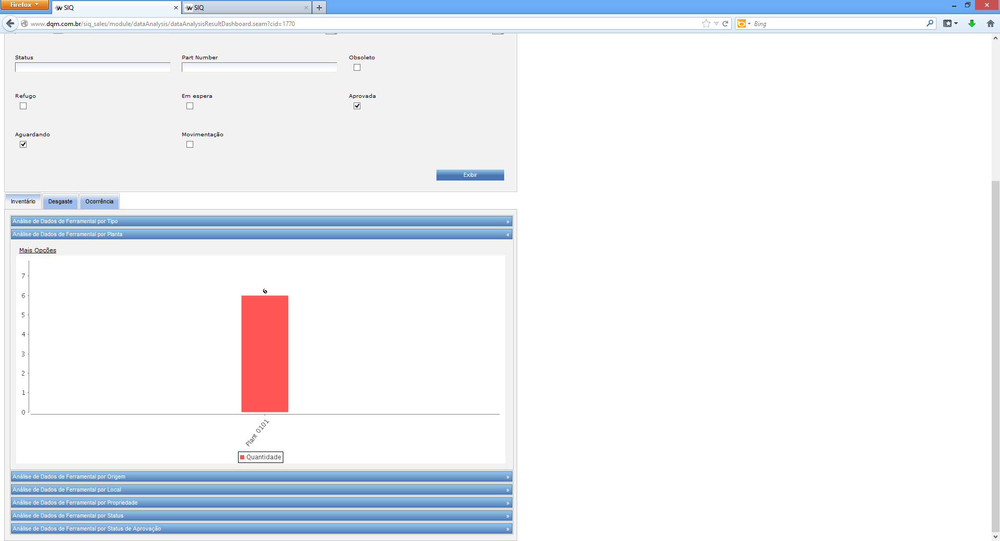 Firefox
SIQ
SIQ
www.dqm.com.br/siq_sales/module/dataAnalysis/dataAnalysisResultDashboard.seam?cid=1770
Bing
Status
Part Number
Obsoleto
Refugo
Em espera
Aprovada
Aguardando
Movimentação
Exibir
Inventário
Desgaste
Ocorrência
Análise de Dados de Ferramental por Tipo
Análise de Dados de Ferramental por Planta
Mais Opções
7
6
6
5
4
3
2
1
0
Plant 0101
Quantidade
Análise de Dados de Ferramental por Origem
Análise de Dados de Ferramental por Local
Análise de Dados de Ferramental por Propriedade
Análise de Dados de Ferramental por Status
Análise de Dados de Ferramental por Status de Aprovação